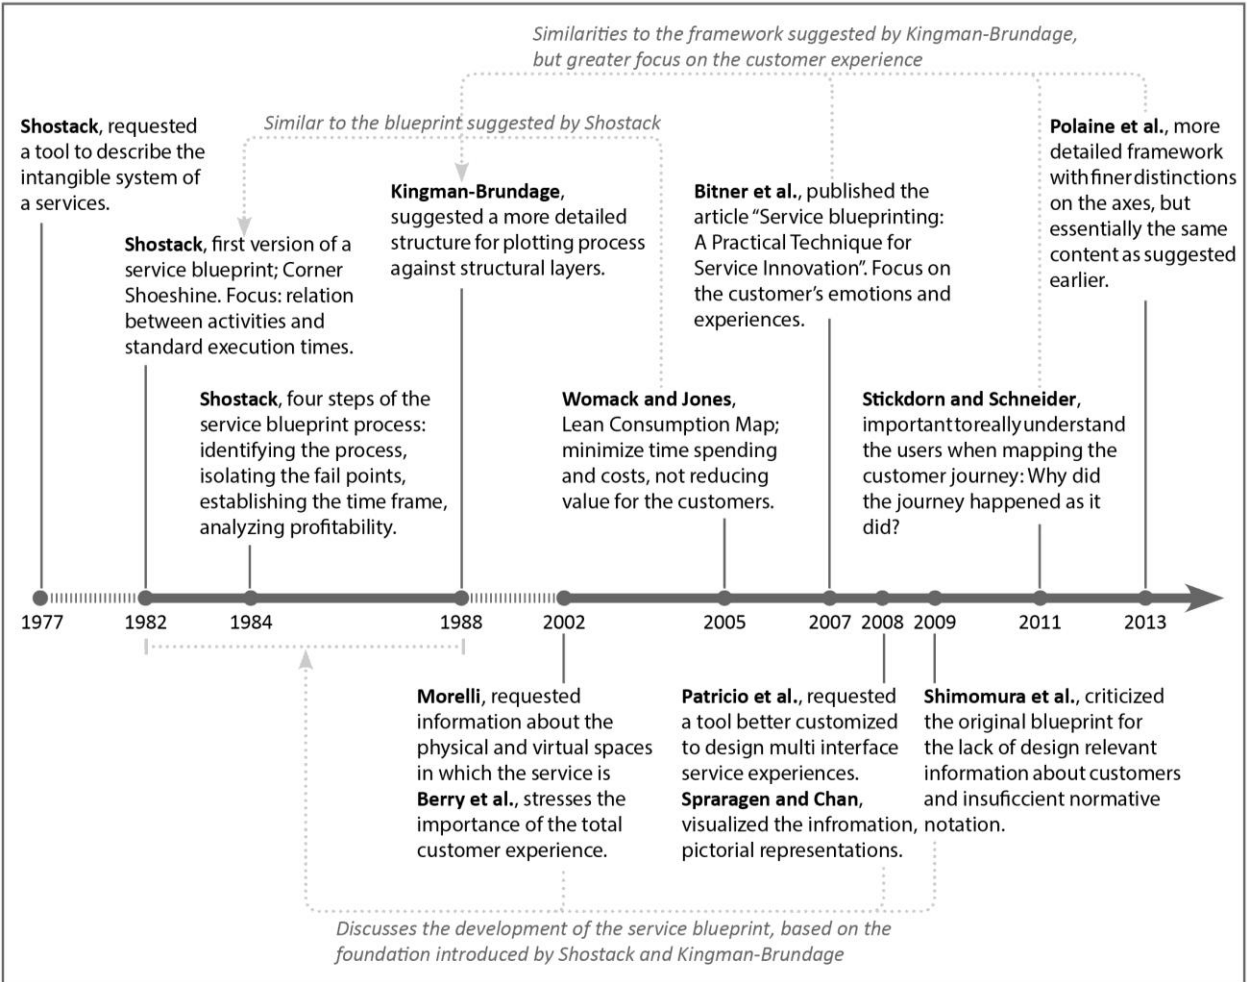 Similarities to the framework suggested by Kingman-Brundage,
but greater focus on the customer experience
Shostack, requested
a tool to describe the
intangible system of
a services.
Similar to the blueprint suggested by Shostack
Shostack, first version of a
service blueprint; Corner
Shoeshine. Focus: relation
between activities and
standard execution times.
Kingman-Brundage,
suggested a more detailed
structure for plotting process
against structural layers.
Bitner et al., published the
article “Service blueprinting:
A Practical Technique for
Service Innovation”. Focus on
the customer’s emotions and
experiences.
Polaine et al., more
detailed framework
with finer distinctions
on the axes, but
essentially the same
content as suggested
earlier.
Shostack, four steps of the
service blueprint process:
identifying the process,
isolating the fail points,
establishing the time frame,
analyzing profitability.
Womack and Jones,
Lean Consumption Map;
minimize time spending
and costs, not reducing
value for the customers.
Stickdorn and Schneider,
important to really understand
the users when mapping the
customer journey: Why did
the journey happened as it
did?
1977 1982 1984 1988 2002 2005 2007 2008 2009 2011 2013
Morelli, requested
information about the
physical and virtual spaces
in which the service is
Berry et al., stresses the
importance of the total
customer experience.
Patricio et al., requested
a tool better customized
to design multi interface
service experiences.
Spraragen and Chan,
visualized the infromation,
pictorial representations.
Shimomura et al., criticized
the original blueprint for
the lack of design relevant
information about customers
and insuficcient normative
notation.
Discusses the development of the service blueprint, based on the
foundation introduced by Shostack and Kingman-Brundage